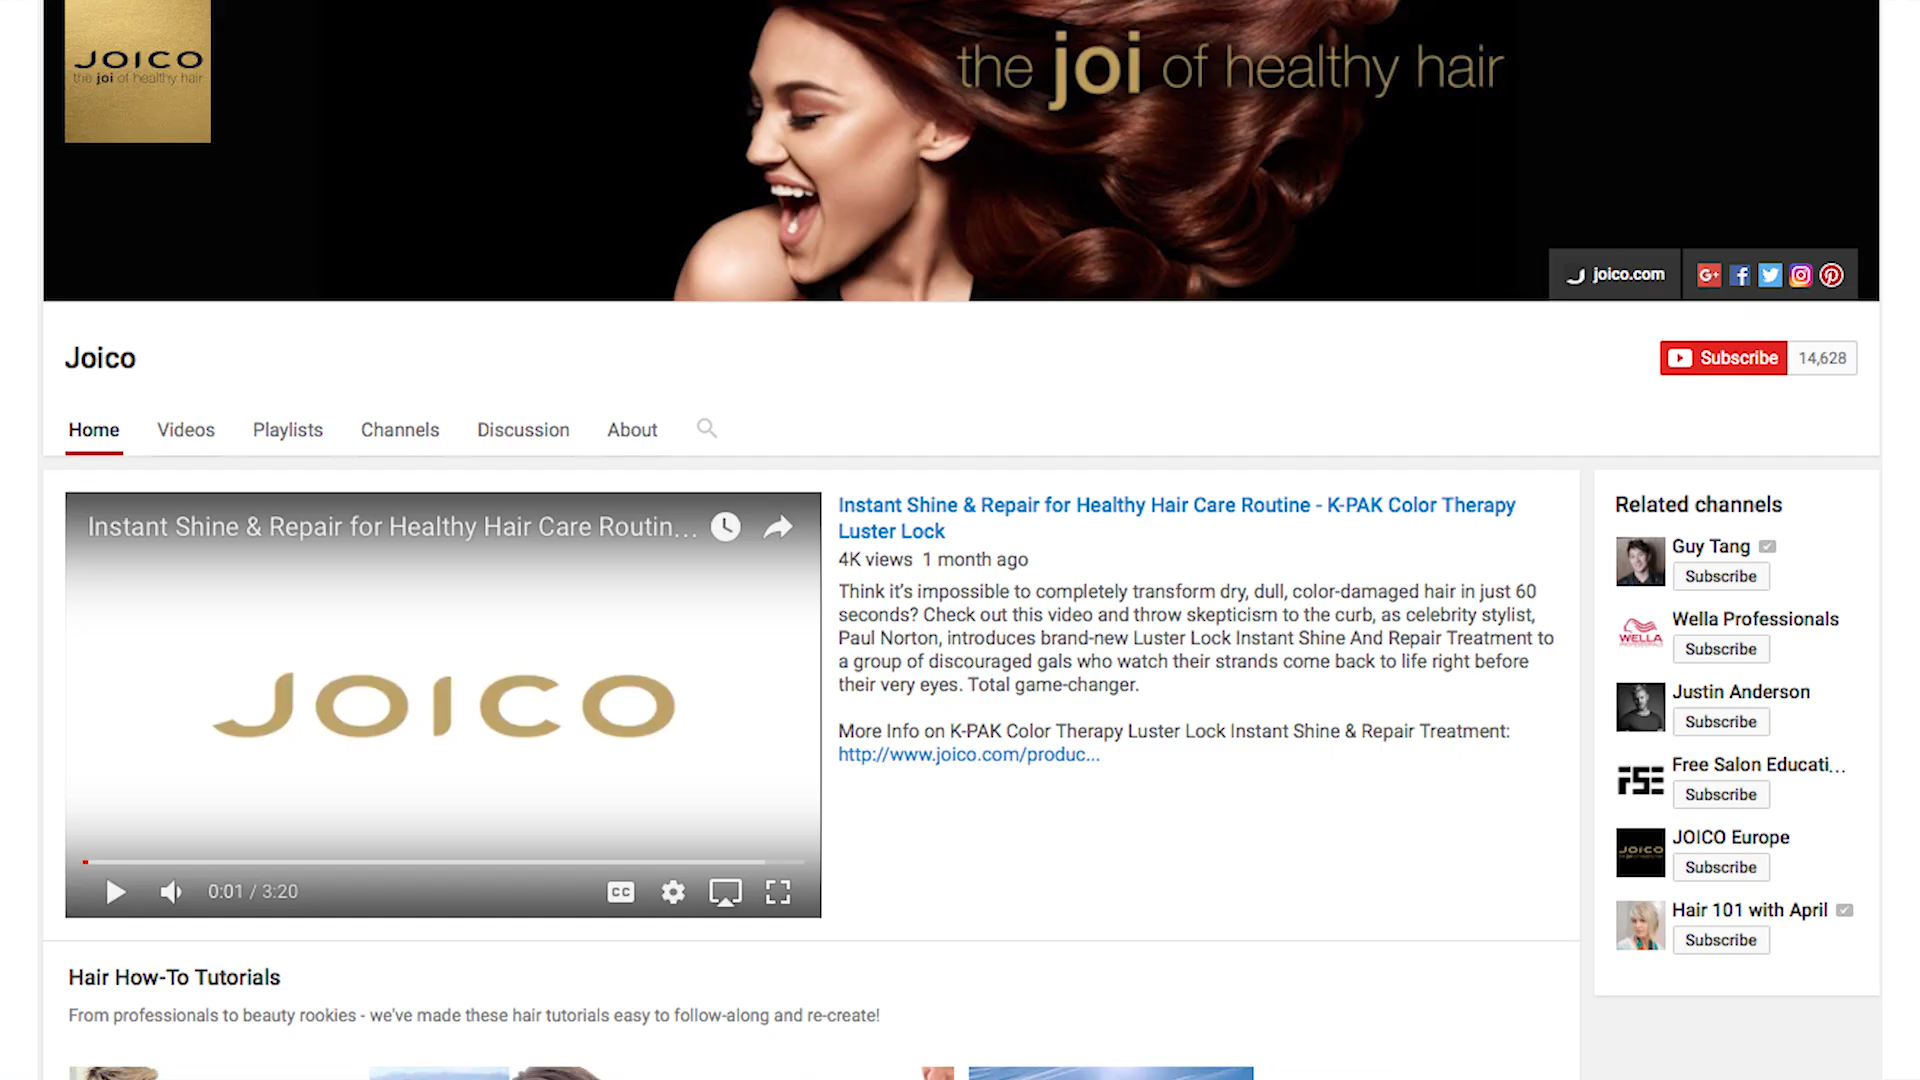 JOICO
the joi of healthy hair
the joi of healthy hair
joico.com
Joico
Subscribe 14,628
Home Videos Playlists Channels Discussion About
Instant Shine & Repair for Healthy Hair Care Routin...
JOICO
0:01 / 3:20
CC
Instant Shine & Repair for Healthy Hair Care Routine - K-PAK Color Therapy
Luster Lock
4K views 1 month ago
Think it’s impossible to completely transform dry, dull, color-damaged hair in just 60
seconds? Check out this video and throw skepticism to the curb, as celebrity stylist,
Paul Norton, introduces brand-new Luster Lock Instant Shine And Repair Treatment to
a group of discouraged gals who watch their strands come back to life right before
their very eyes. Total game-changer.
More Info on K-PAK Color Therapy Luster Lock Instant Shine & Repair Treatment:
http://www.joico.com/produc...
Related channels
Guy Tang
Subscribe
WELLA
Wella Professionals
Subscribe
Justin Anderson
Subscribe
FSE
Free Salon Educati...
Subscribe
JOICO
the joi of healthy hair
JOICO Europe
Subscribe
Hair 101 with April
Subscribe
Hair How-To Tutorials
From professionals to beauty rookies - we've made these hair tutorials easy to follow-along and re-create!